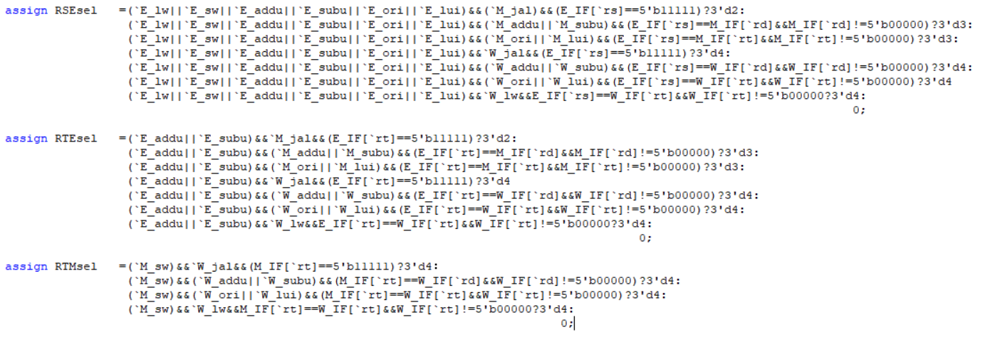 assign RSEsel =(`E_lw||`E_sw||`E_addu||`E_subu||`E_ori||`E_lui)&&(`M_jal)&&(E_IF[`rs]==5'b11111)?3'd2:
(`E_lw||`E_sw||`E_addu||`E_subu||`E_ori||`E_lui)&&(`M_addu||`M_subu)&&(E_IF[`rs]==M_IF[`rd]&&M_IF[`rd]!=5'b00000)?3'd3:
(`E_lw||`E_sw||`E_addu||`E_subu||`E_ori||`E_lui)&&(`M_ori||`M_lui)&&(E_IF[`rs]==M_IF[`rt]&&M_IF[`rt]!=5'b00000)?3'd3:
(`E_lw||`E_sw||`E_addu||`E_subu||`E_ori||`E_lui)&&`W_jal&&(E_IF[`rs]==5'b11111)?3'd4:
(`E_lw||`E_sw||`E_addu||`E_subu||`E_ori||`E_lui)&&(`W_addu||`W_subu)&&(E_IF[`rs]==W_IF[`rd]&&W_IF[`rd]!=5'b00000)?3'd4:
(`E_lw||`E_sw||`E_addu||`E_subu||`E_ori||`E_lui)&&(`W_ori||`W_lui)&&(E_IF[`rs]==W_IF[`rt]&&W_IF[`rt]!=5'b00000)?3'd4
(`E_lw||`E_sw||`E_addu||`E_subu||`E_ori||`E_lui)&&`W_lw&&E_IF[`rs]==W_IF[`rt]&&W_IF[`rt]!=5'b00000?3'd4:
0;
assign RTEsel =(`E_addu||`E_subu)&&`M_jal&&(E_IF[`rt]==5'b11111)?3'd2:
(`E_addu||`E_subu)&&(`M_addu||`M_subu)&&(E_IF[`rt]==M_IF[`rd]&&M_IF[`rd]!=5'b00000)?3'd3:
(`E_addu||`E_subu)&&(`M_ori||`M_lui)&&(E_IF[`rt]==M_IF[`rt]&&M_IF[`rt]!=5'b00000)?3'd3:
(`E_addu||`E_subu)&&`W_jal&&(E_IF[`rt]==5'b11111)?3'd4
(`E_addu||`E_subu)&&(`W_addu||`W_subu)&&(E_IF[`rt]==W_IF[`rd]&&W_IF[`rd]!=5'b00000)?3'd4:
(`E_addu||`E_subu)&&(`W_ori||`W_lui)&&(E_IF[`rt]==W_IF[`rt]&&W_IF[`rt]!=5'b00000)?3'd4:
(`E_addu||`E_subu)&&`W_lw&&E_IF[`rt]==W_IF[`rt]&&W_IF[`rt]!=5'b00000?3'd4:
0;
assign RTMsel =(`M_sw)&&`W_jal&&(M_IF[`rt]==5'b11111)?3'd4:
(`M_sw)&&(`W_addu||`W_subu)&&(M_IF[`rt]==W_IF[`rd]&&W_IF[`rd]!=5'b00000)?3'd4:
(`M_sw)&&(`W_ori||`W_lui)&&(M_IF[`rt]==W_IF[`rt]&&W_IF[`rt]!=5'b00000)?3'd4:
(`M_sw)&&`W_lw&&M_IF[`rt]==W_IF[`rt]&&W_IF[`rt]!=5'b00000?3'd4:
0;